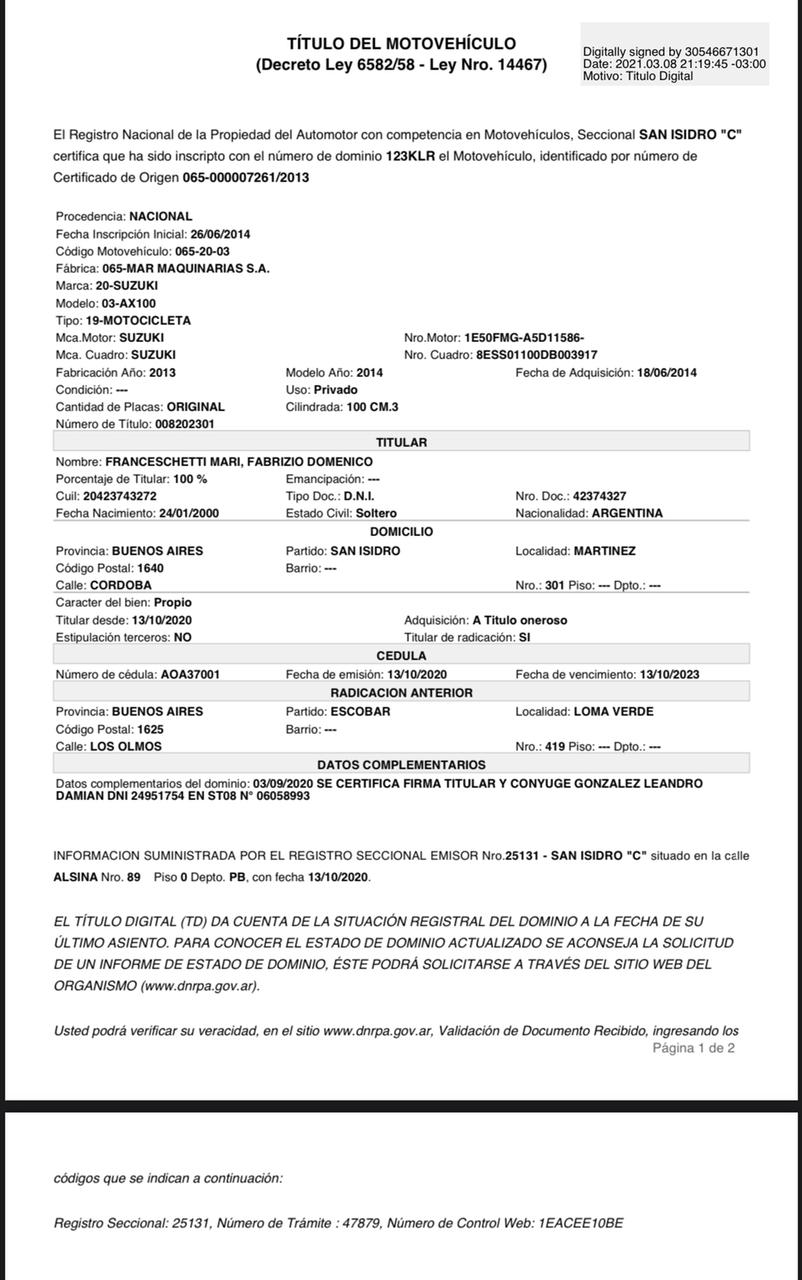 TÍTULO DEL MOTOVEHÍCULO
(Decreto Ley 6582/58 - Ley Nro. 14467)
Digitally signed by 30546671301
Date: 2021.03.08 21:19:45 -03:00
Motivo: Titulo Digital
El Registro Nacional de la Propiedad del Automotor con competencia en Motovehículos, Seccional SAN ISIDRO "C"
certifica que ha sido inscripto con el número de dominio 123KLR el Motovehículo, identificado por número de
Certificado de Origen 065-000007261/2013
Procedencia: NACIONAL
Fecha Inscripción Inicial: 26/06/2014
Código Motovehículo: 065-20-03
Fábrica: 065-MAR MAQUINARIAS S.A.
Marca: 20-SUZUKI
Modelo: 03-AX100
Tipo: 19-MOTOCICLETA
Mca.Motor: SUZUKI Nro.Motor: 1E50FMG-A5D11586-
Mca. Cuadro: SUZUKI Nro. Cuadro: 8ESS01100DB003917
Fabricación Año: 2013 Modelo Año: 2014 Fecha de Adquisición: 18/06/2014
Condición: --- Uso: Privado
Cantidad de Placas: ORIGINAL Cilindrada: 100 CM.3
Número de Título: 008202301
TITULAR
Nombre: FRANCESCHETTI MARI, FABRIZIO DOMENICO
Porcentaje de Titular: 100 % Emancipación: ---
Cuil: 20423743272 Tipo Doc.: D.N.I. Nro. Doc.: 42374327
Fecha Nacimiento: 24/01/2000 Estado Civil: Soltero Nacionalidad: ARGENTINA
DOMICILIO
Provincia: BUENOS AIRES Partido: SAN ISIDRO Localidad: MARTINEZ
Código Postal: 1640 Barrio: ---
Calle: CORDOBA Nro.: 301 Piso: --- Dpto.: ---
Caracter del bien: Propio
Titular desde: 13/10/2020 Adquisición: A Titulo oneroso
Estipulación terceros: NO Titular de radicación: SI
CEDULA
Número de cédula: AOA37001 Fecha de emisión: 13/10/2020 Fecha de vencimiento: 13/10/2023
RADICACION ANTERIOR
Provincia: BUENOS AIRES Partido: ESCOBAR Localidad: LOMA VERDE
Código Postal: 1625 Barrio: ---
Calle: LOS OLMOS Nro.: 419 Piso: --- Dpto.: ---
DATOS COMPLEMENTARIOS
Datos complementarios del dominio: 03/09/2020 SE CERTIFICA FIRMA TITULAR Y CONYUGE GONZALEZ LEANDRO
DAMIAN DNI 24951754 EN ST08 N° 06058993
INFORMACION SUMINISTRADA POR EL REGISTRO SECCIONAL EMISOR Nro.25131 - SAN ISIDRO "C" situado en la calle
ALSINA Nro. 89 Piso 0 Depto. PB, con fecha 13/10/2020.
EL TÍTULO DIGITAL (TD) DA CUENTA DE LA SITUACIÓN REGISTRAL DEL DOMINIO A LA FECHA DE SU
ÚLTIMO ASIENTO. PARA CONOCER EL ESTADO DE DOMINIO ACTUALIZADO SE ACONSEJA LA SOLICITUD
DE UN INFORME DE ESTADO DE DOMINIO, ÉSTE PODRÁ SOLICITARSE A TRAVÉS DEL SITIO WEB DEL
ORGANISMO (www.dnrpa.gov.ar).
Usted podrá verificar su veracidad, en el sitio www.dnrpa.gov.ar, Validación de Documento Recibido, ingresando los
Página 1 de 2
códigos que se indican a continuación:
Registro Seccional: 25131, Número de Trámite : 47879, Número de Control Web: 1EACEE10BE